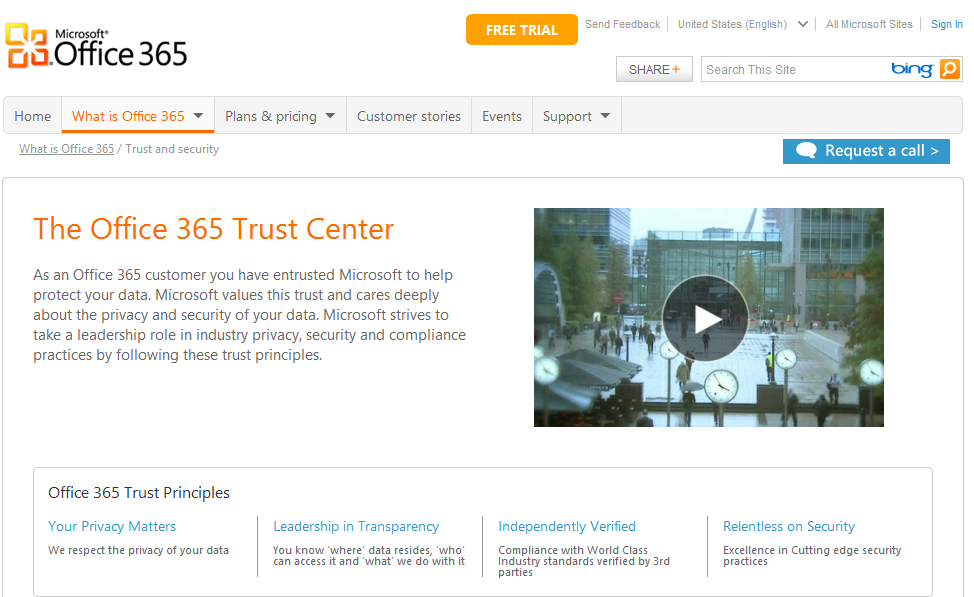 Microsoft®
Office 365
FREE TRIAL
Send Feedback
United States (English)
All Microsoft Sites
Sign In
SHARE+
Search This Site
bing
Home
What is Office 365
Plans & pricing
Customer stories
Events
Support
What is Office 365 / Trust and security
Request a call >
The Office 365 Trust Center
As an Office 365 customer you have entrusted Microsoft to help
protect your data. Microsoft values this trust and cares deeply
about the privacy and security of your data. Microsoft strives to
take a leadership role in industry privacy, security and compliance
practices by following these trust principles.
Office 365 Trust Principles
Your Privacy Matters
We respect the privacy of your data
Leadership in Transparency
You know 'where' data resides, 'who'
can access it and 'what' we do with it
Independently Verified
Compliance with World Class
Industry standards verified by 3rd
parties
Relentless on Security
Excellence in Cutting edge security
practices